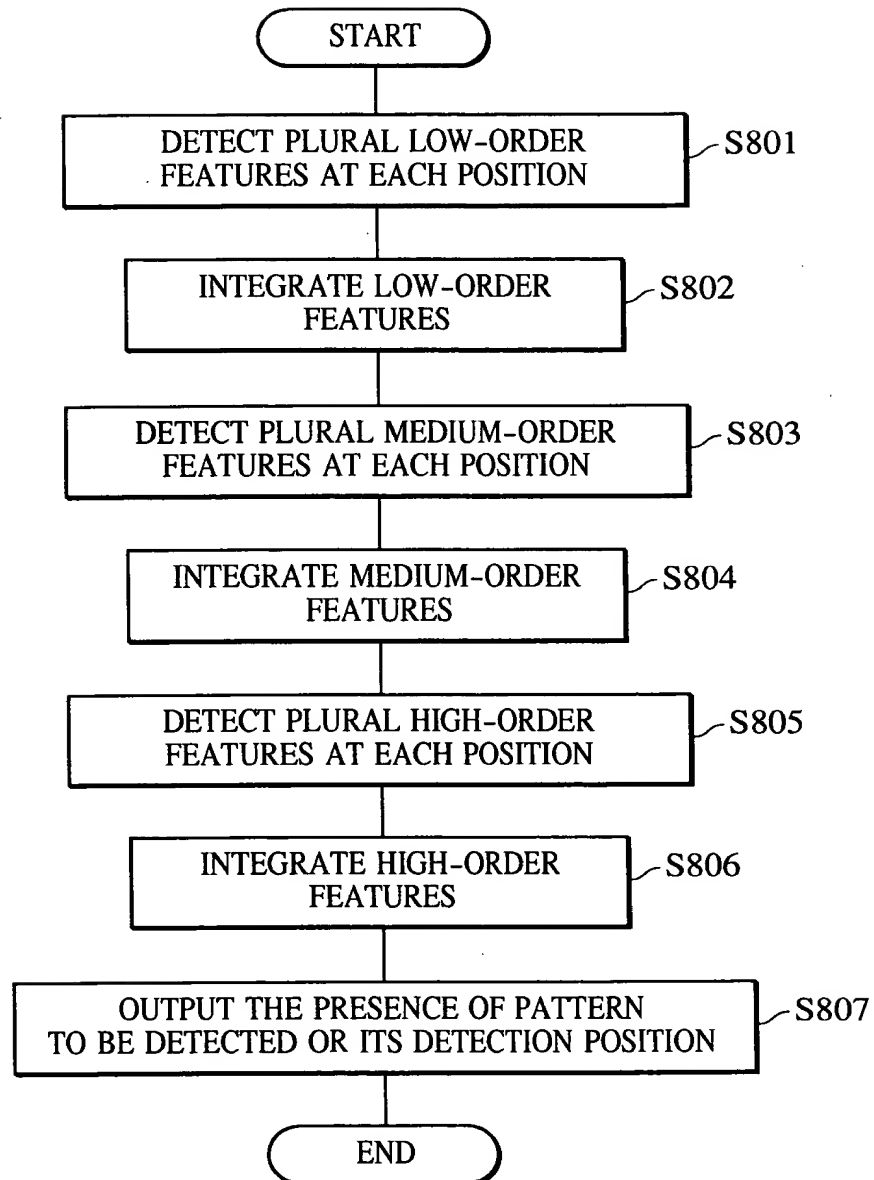 START
DETECT PLURAL LOW-ORDER
FEATURES AT EACH POSITION
S801
INTEGRATE LOW-ORDER
FEATURES
S802
DETECT PLURAL MEDIUM-ORDER
FEATURES AT EACH POSITION
S803
INTEGRATE MEDIUM-ORDER
FEATURES
S804
DETECT PLURAL HIGH-ORDER
FEATURES AT EACH POSITION
S805
INTEGRATE HIGH-ORDER
FEATURES
S806
OUTPUT THE PRESENCE OF PATTERN
TO BE DETECTED OR ITS DETECTION POSITION
S807
END